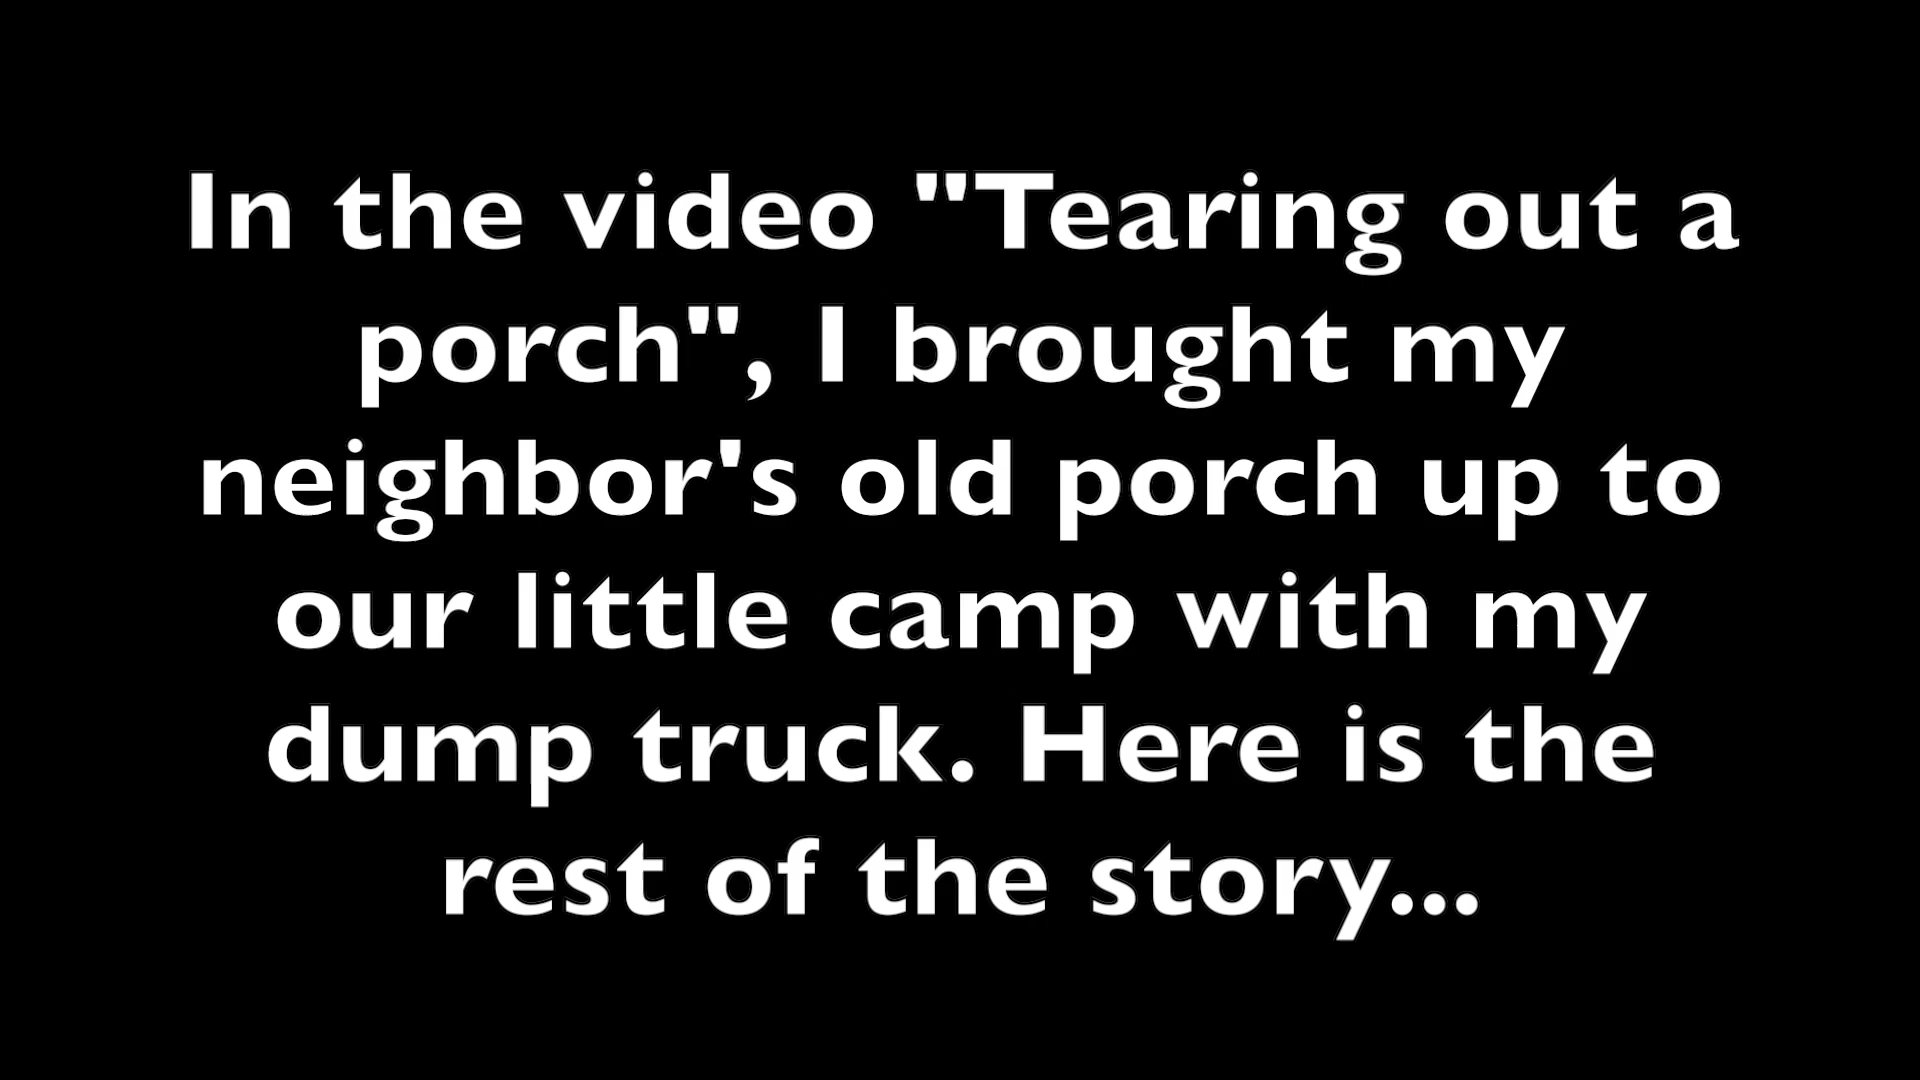 In the video "Tearing out a
porch", I brought my
neighbor's old porch up to
our little camp with my
dump truck. Here is the
rest of the story...